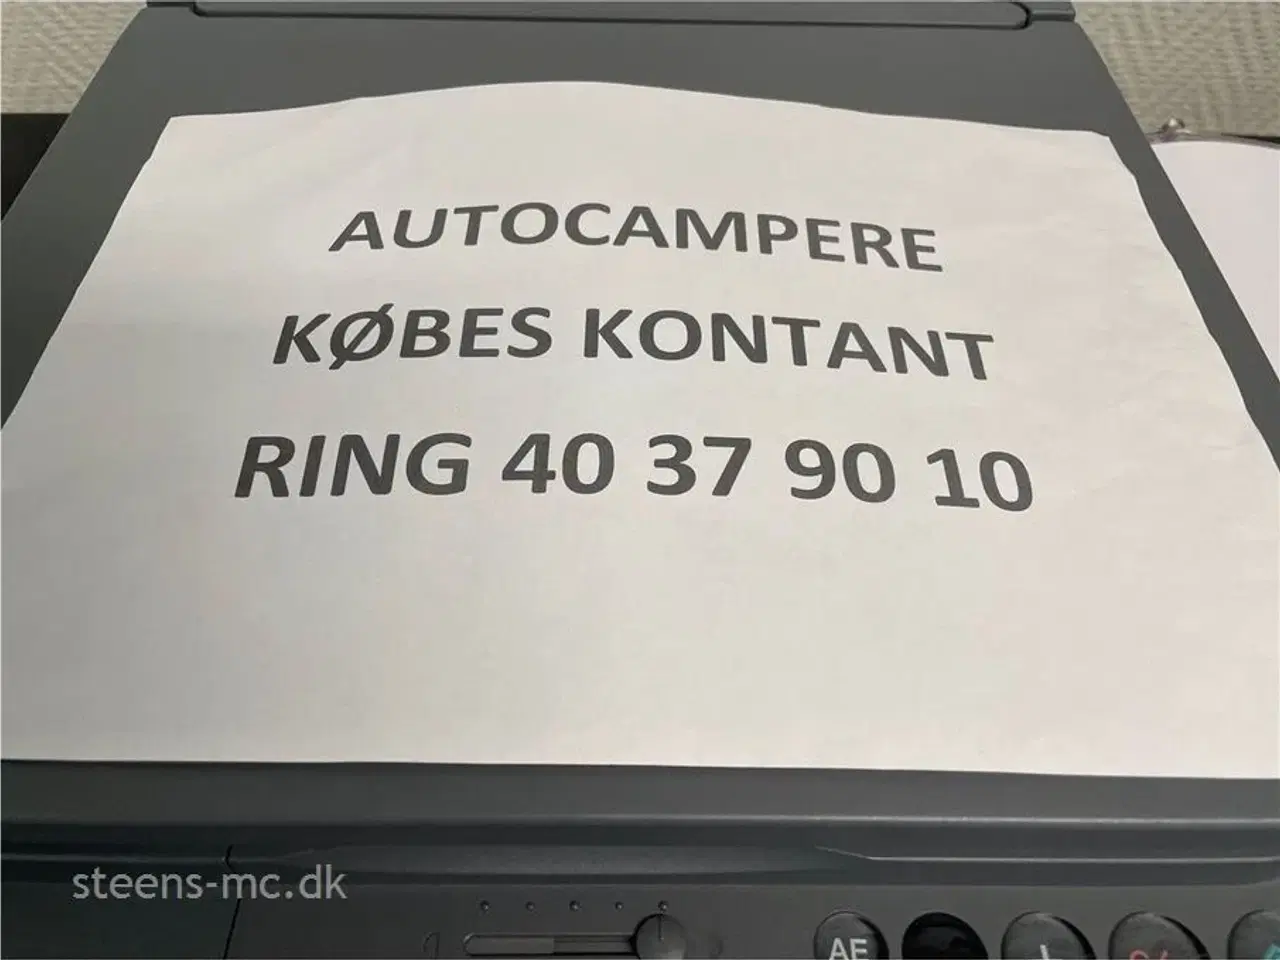 AUTOCAMPERE
KØBES KONTANT
RING 40 37 90 10
steens-mc.dk
AE